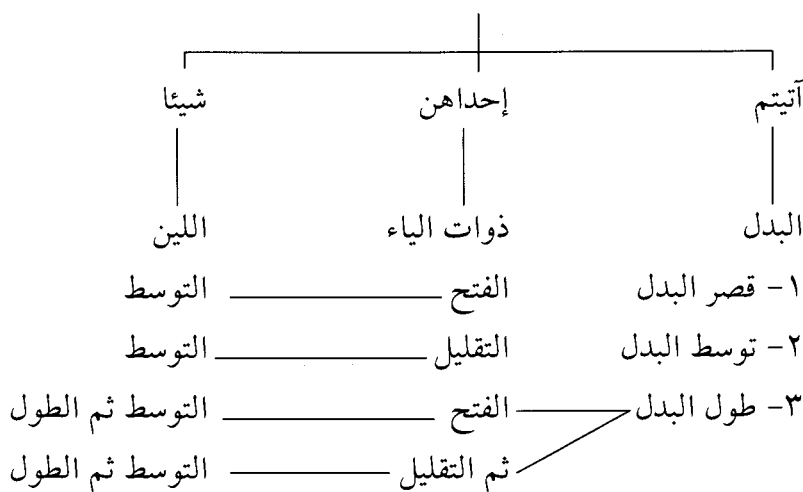 آتيتم إحداهن شيئا
البدل ذوات الياء اللين
١- قصر البدل الفتح التوسط
٢- توسط البدل التقليل التوسط
٣- طول البدل الفتح التوسط ثم الطول
ثم التقليل التوسط ثم الطول